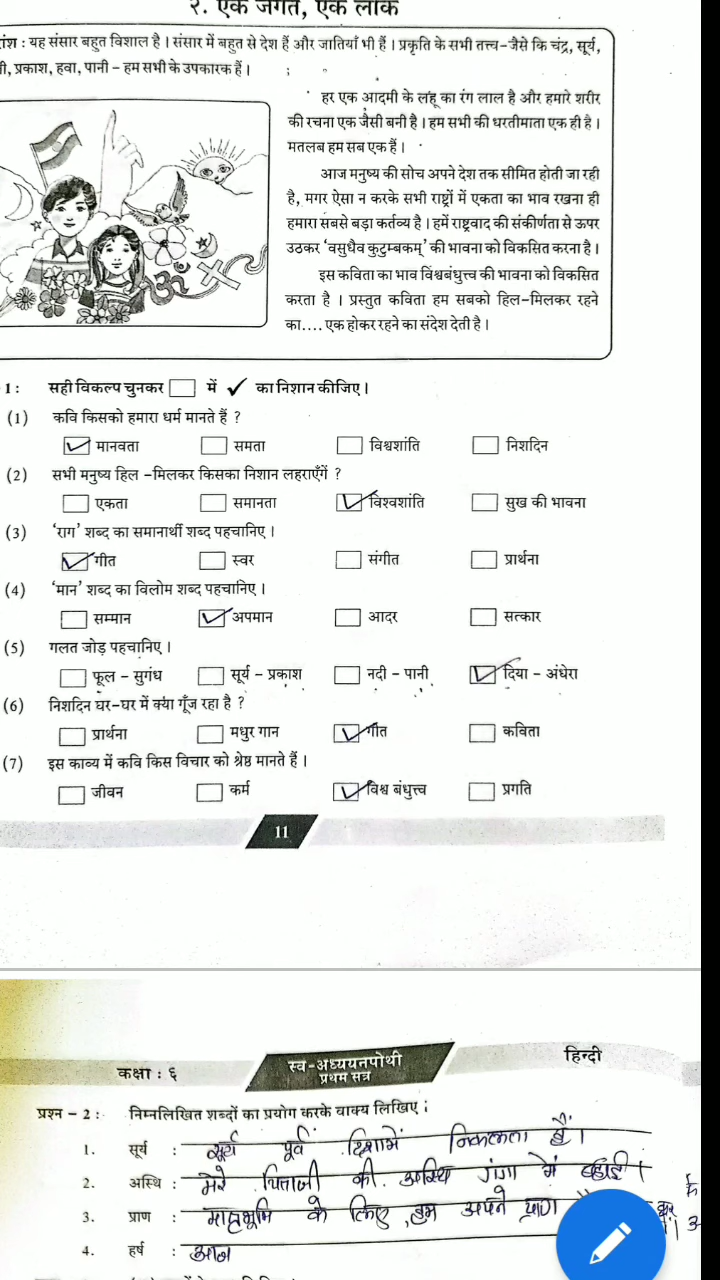 २. एक जगत, एक लोक
रांश : यह संसार बहुत विशाल है । संसार में बहुत से देश हैं और जातियाँ भी हैं । प्रकृति के सभी तत्त्व-जैसे कि चंद्र, सूर्य,
ी, प्रकाश, हवा, पानी - हम सभी के उपकारक हैं ।
हर एक आदमी के लहू का रंग लाल है और हमारे शरीर
की रचना एक जैसी बनी है । हम सभी की धरतीमाता एक ही है ।
मतलब हम सब एक हैं ।
आज मनुष्य की सोच अपने देश तक सीमित होती जा रही
है, मगर ऐसा न करके सभी राष्ट्रों में एकता का भाव रखना ही
हमारा सबसे बड़ा कर्तव्य है । हमें राष्ट्रवाद की संकीर्णता से ऊपर
उठकर ‘वसुधैव कुटुम्बकम्’ की भावना को विकसित करना है ।
इस कविता का भाव विश्वबंधुत्त्व की भावना को विकसित
करता है । प्रस्तुत कविता हम सबको हिल-मिलकर रहने
का.... एक होकर रहने का संदेश देती है ।
1 : सही विकल्प चुनकर में ✓ का निशान कीजिए ।
(1) कवि किसको हमारा धर्म मानते हैं ?
मानवता समता विश्वशांति निशदिन
(2) सभी मनुष्य हिल -मिलकर किसका निशान लहराएँगें ?
एकता समानता विश्वशांति सुख की भावना
(3) ‘राग’ शब्द का समानार्थी शब्द पहचानिए ।
गीत स्वर संगीत प्रार्थना
(4) ‘मान’ शब्द का विलोम शब्द पहचानिए ।
सम्मान अपमान आदर सत्कार
(5) गलत जोड़ पहचानिए ।
फूल - सुगंध सूर्य - प्रकाश नदी - पानी दिया - अंधेरा
(6) निशदिन घर-घर में क्या गूँज रहा है ?
प्रार्थना मधुर गान गीत कविता
(7) इस काव्य में कवि किस विचार को श्रेष्ठ मानते हैं ।
जीवन कर्म विश्व बंधुत्त्व प्रगति
11
कक्षा : ६ स्व-अध्ययनपोथी हिन्दी
प्रथम सत्र
प्रश्न - 2 : निम्नलिखित शब्दों का प्रयोग करके वाक्य लिखिए ।
1. सूर्य : सूर्य पूर्व दिशामें निकलता है ।
2. अस्थि : मेरे पिताजी की अस्थि गंगा में बहाई ।
3. प्राण : मातृभूमि के लिए, हम अपने प्राण
4. हर्ष : आज